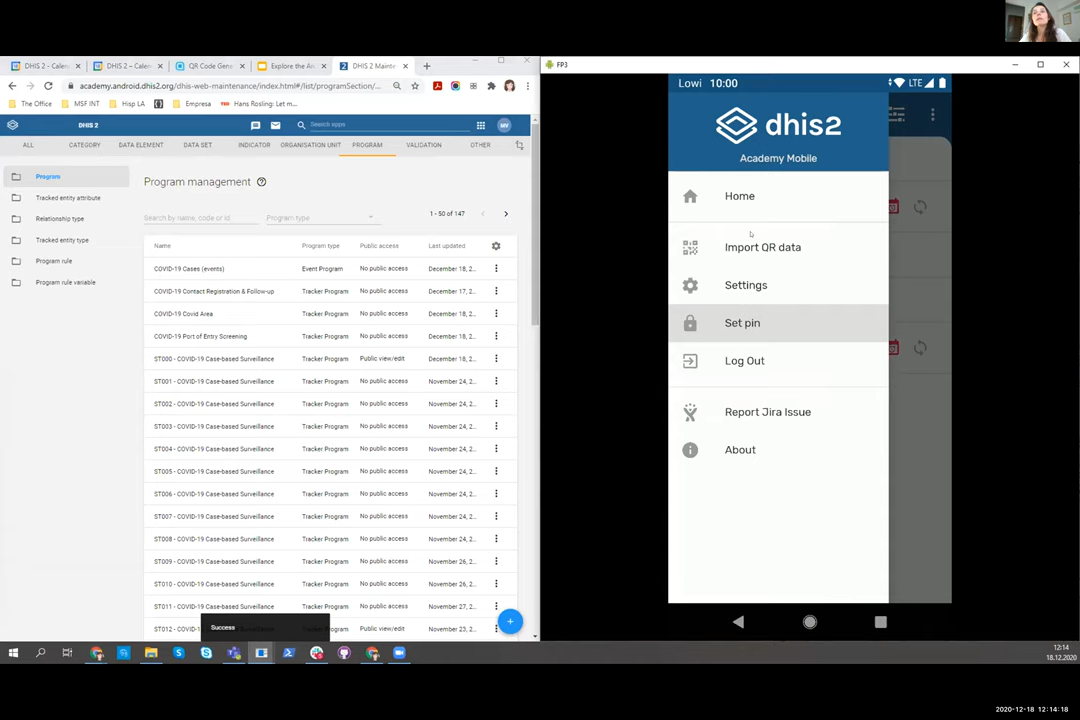 DHIS 2 - Calen
DHIS 2 – Calen
QR Code Gene
Explore the An
DHIS 2 Mainte
academy.android.dhis2.org/dhis-web-maintenance/index.html#/list/programSection/...
The Office
MSF INT
Hisp LA
Empresa
Hans Rosling: Let m...
DHIS 2
Search apps
MV
ALL
CATEGORY
DATA ELEMENT
DATA SET
INDICATOR
ORGANISATION UNIT
PROGRAM
VALIDATION
OTHER
Program
Tracked entity attribute
Relationship type
Tracked entity type
Program rule
Program rule variable
Program management
Search by name, code or id
Program type
1 - 50 of 147
Name Program type Public access Last updated
COVID-19 Cases (events) Event Program No public access December 18, 2...
COVID-19 Contact Registration & Follow-up Tracker Program No public access December 17, 2...
COVID-19 Covid Area Tracker Program No public access December 18, 2...
COVID-19 Port of Entry Screening Tracker Program No public access December 18, 2...
ST000 - COVID-19 Case-based Surveillance Tracker Program Public view/edit December 18, 2...
ST001 - COVID-19 Case-based Surveillance Tracker Program No public access November 24, 2...
ST002 - COVID-19 Case-based Surveillance Tracker Program No public access November 24, 2...
ST003 - COVID-19 Case-based Surveillance Tracker Program No public access November 24, 2...
ST004 - COVID-19 Case-based Surveillance Tracker Program No public access November 24, 2...
ST005 - COVID-19 Case-based Surveillance Tracker Program No public access November 24, 2...
ST006 - COVID-19 Case-based Surveillance Tracker Program No public access November 24, 2...
ST007 - COVID-19 Case-based Surveillance Tracker Program No public access November 24, 2...
ST008 - COVID-19 Case-based Surveillance Tracker Program No public access November 24, 2...
ST009 - COVID-19 Case-based Surveillance Tracker Program No public access November 26, 2...
ST010 - COVID-19 Case-based Surveillance Tracker Program No public access November 26, 2...
ST011 - COVID-19 Case-based Surveillance Tracker Program No public access November 27, 2...
ST012 - COVID-19 Tracker Program Public view/edit November 23, 2...
Success
FP3
Lowi 10:00
LTE
dhis2
Academy Mobile
Home
Import QR data
Settings
Set pin
Log Out
Report Jira Issue
About
12:14
18.12.2020
2020-12-18 12:14:18